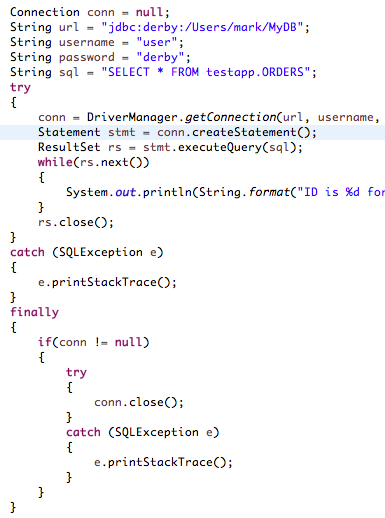 Connection conn = null;
String url = "jdbc:derby:/Users/mark/MyDB";
String username = "user";
String password = "derby";
String sql = "SELECT * FROM testapp.ORDERS";
try
{
    conn = DriverManager.getConnection(url, username,
    Statement stmt = conn.createStatement();
    ResultSet rs = stmt.executeQuery(sql);
    while(rs.next())
    {
        System.out.println(String.format("ID is %d for
    }
    rs.close();
}
catch (SQLException e)
{
    e.printStackTrace();
}
finally
{
    if(conn != null)
    {
        try
        {
            conn.close();
        }
        catch (SQLException e)
        {
            e.printStackTrace();
        }
    }
}